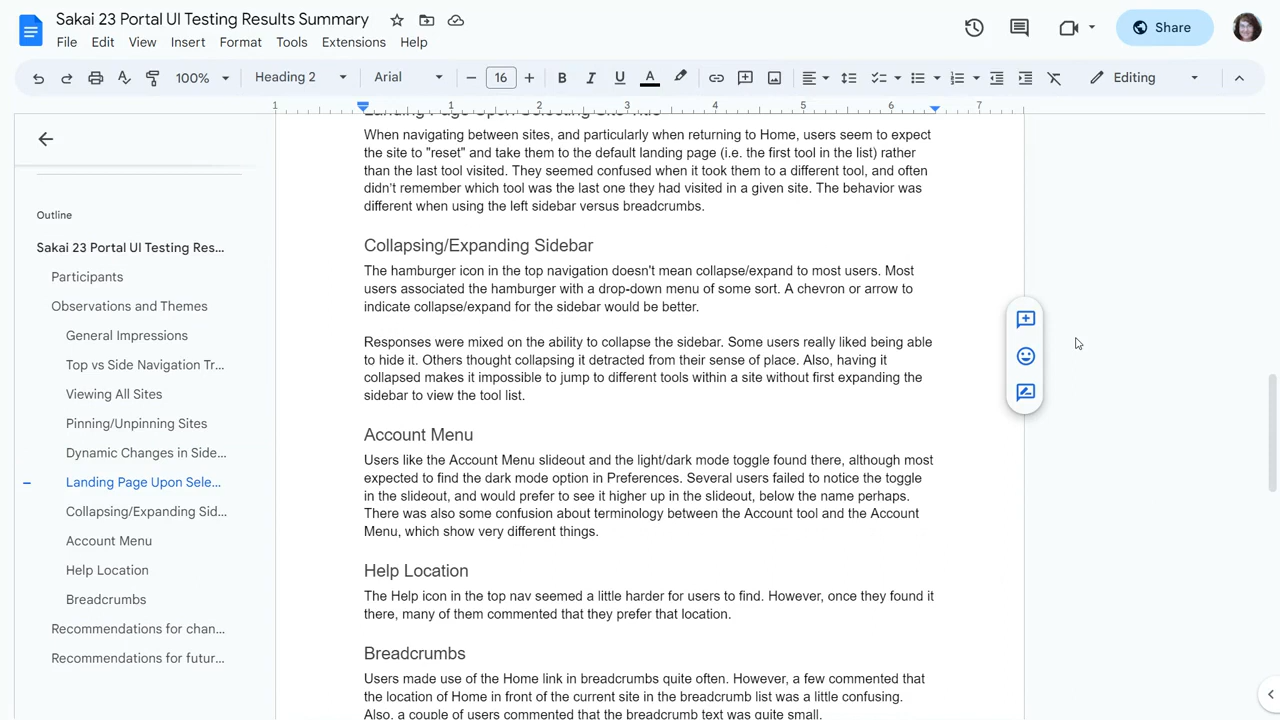 Sakai 23 Portal UI Testing Results Summary
File Edit View Insert Format Tools Extensions Help
Share
100% Heading 2 Arial 16 B I U A Editing
1 1 2 3 4 5 6 7
Outline
Sakai 23 Portal UI Testing Res...
Participants
Observations and Themes
General Impressions
Top vs Side Navigation Tr...
Viewing All Sites
Pinning/Unpinning Sites
Dynamic Changes in Side...
Landing Page Upon Sele...
Collapsing/Expanding Sid...
Account Menu
Help Location
Breadcrumbs
Recommendations for chan...
Recommendations for futur...
Landing Page Upon Selecting Site Title
When navigating between sites, and particularly when returning to Home, users seem to expect
the site to "reset" and take them to the default landing page (i.e. the first tool in the list) rather
than the last tool visited. They seemed confused when it took them to a different tool, and often
didn't remember which tool was the last one they had visited in a given site. The behavior was
different when using the left sidebar versus breadcrumbs.
Collapsing/Expanding Sidebar
The hamburger icon in the top navigation doesn't mean collapse/expand to most users. Most
users associated the hamburger with a drop-down menu of some sort. A chevron or arrow to
indicate collapse/expand for the sidebar would be better.
Responses were mixed on the ability to collapse the sidebar. Some users really liked being able
to hide it. Others thought collapsing it detracted from their sense of place. Also, having it
collapsed makes it impossible to jump to different tools within a site without first expanding the
sidebar to view the tool list.
Account Menu
Users like the Account Menu slideout and the light/dark mode toggle found there, although most
expected to find the dark mode option in Preferences. Several users failed to notice the toggle
in the slideout, and would prefer to see it higher up in the slideout, below the name perhaps.
There was also some confusion about terminology between the Account tool and the Account
Menu, which show very different things.
Help Location
The Help icon in the top nav seemed a little harder for users to find. However, once they found it
there, many of them commented that they prefer that location.
Breadcrumbs
Users made use of the Home link in breadcrumbs quite often. However, a few commented that
the location of Home in front of the current site in the breadcrumb list was a little confusing.
Also, a couple of users commented that the breadcrumb text was quite small.